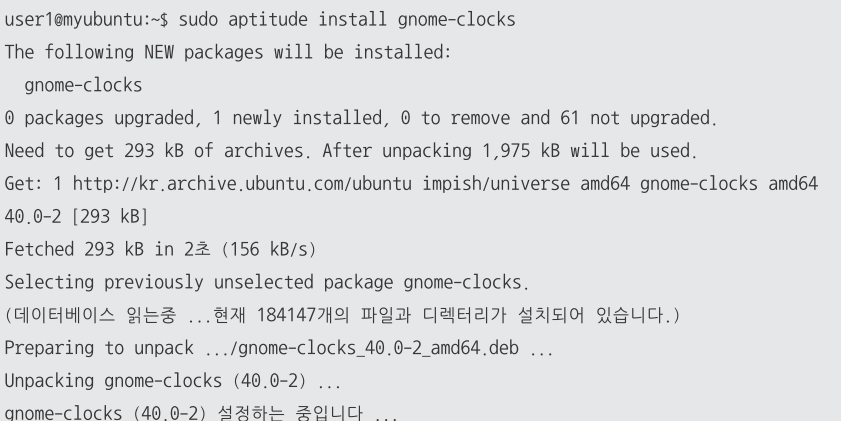 user1@myubuntu:~$ sudo aptitude install gnome-clocks
The following NEW packages will be installed:
  gnome-clocks
0 packages upgraded, 1 newly installed, 0 to remove and 61 not upgraded.
Need to get 293 kB of archives. After unpacking 1,975 kB will be used.
Get: 1 http://kr.archive.ubuntu.com/ubuntu impish/universe amd64 gnome-clocks amd64
40.0-2 [293 kB]
Fetched 293 kB in 2초 (156 kB/s)
Selecting previously unselected package gnome-clocks.
(데이터베이스 읽는중 ...현재 184147개의 파일과 디렉터리가 설치되어 있습니다.)
Preparing to unpack .../gnome-clocks_40.0-2_amd64.deb ...
Unpacking gnome-clocks (40.0-2) ...
gnome-clocks (40.0-2) 설정하는 중입니다 ...